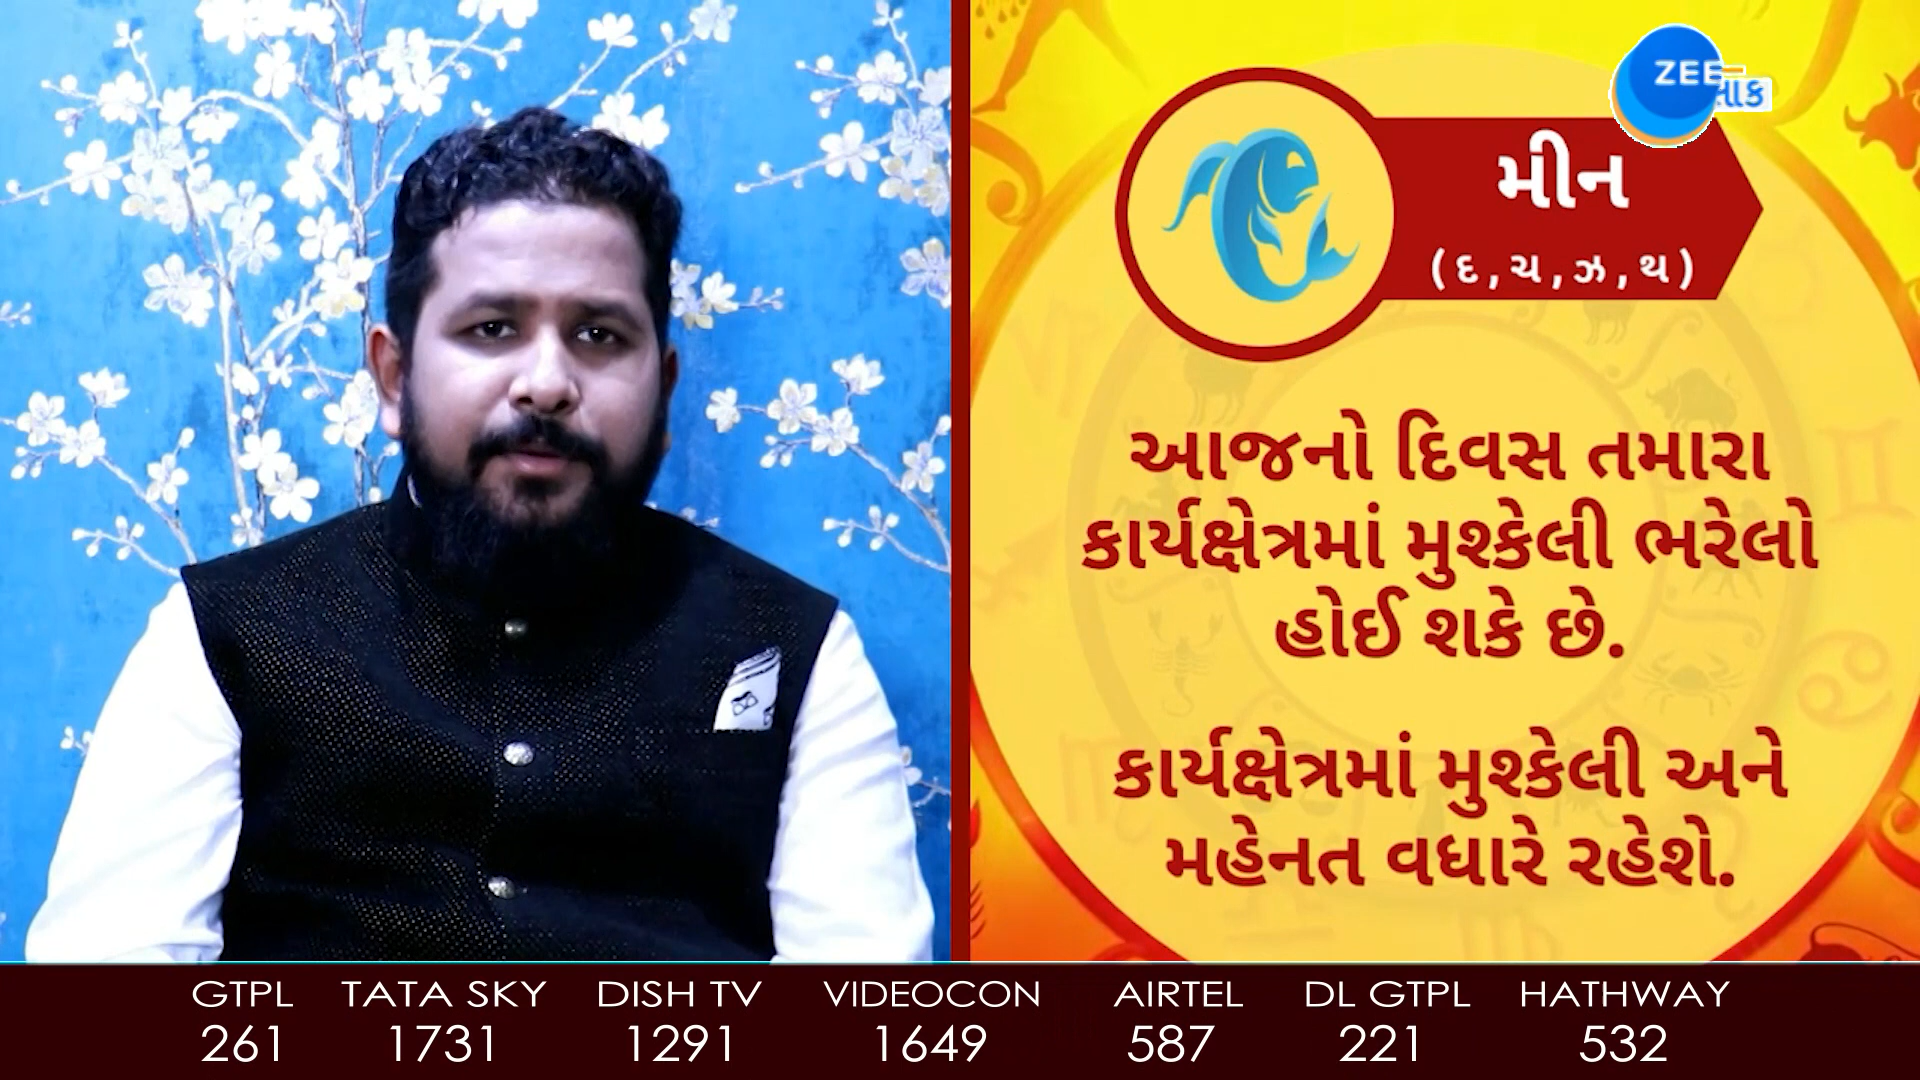 ZEE
મીન
( દ , ચ , ઝ , થ )
આજનો દિવસ તમારા
કાર્યક્ષેત્રમાં મુશ્કેલી ભરેલો
હોઈ શકે છે.
કાર્યક્ષેત્રમાં મુશ્કેલી અને
મહેનત વધારે રહેશે.
GTPL TATA SKY DISH TV VIDEOCON AIRTEL DL GTPL HATHWAY
261 1731 1291 1649 587 221 532